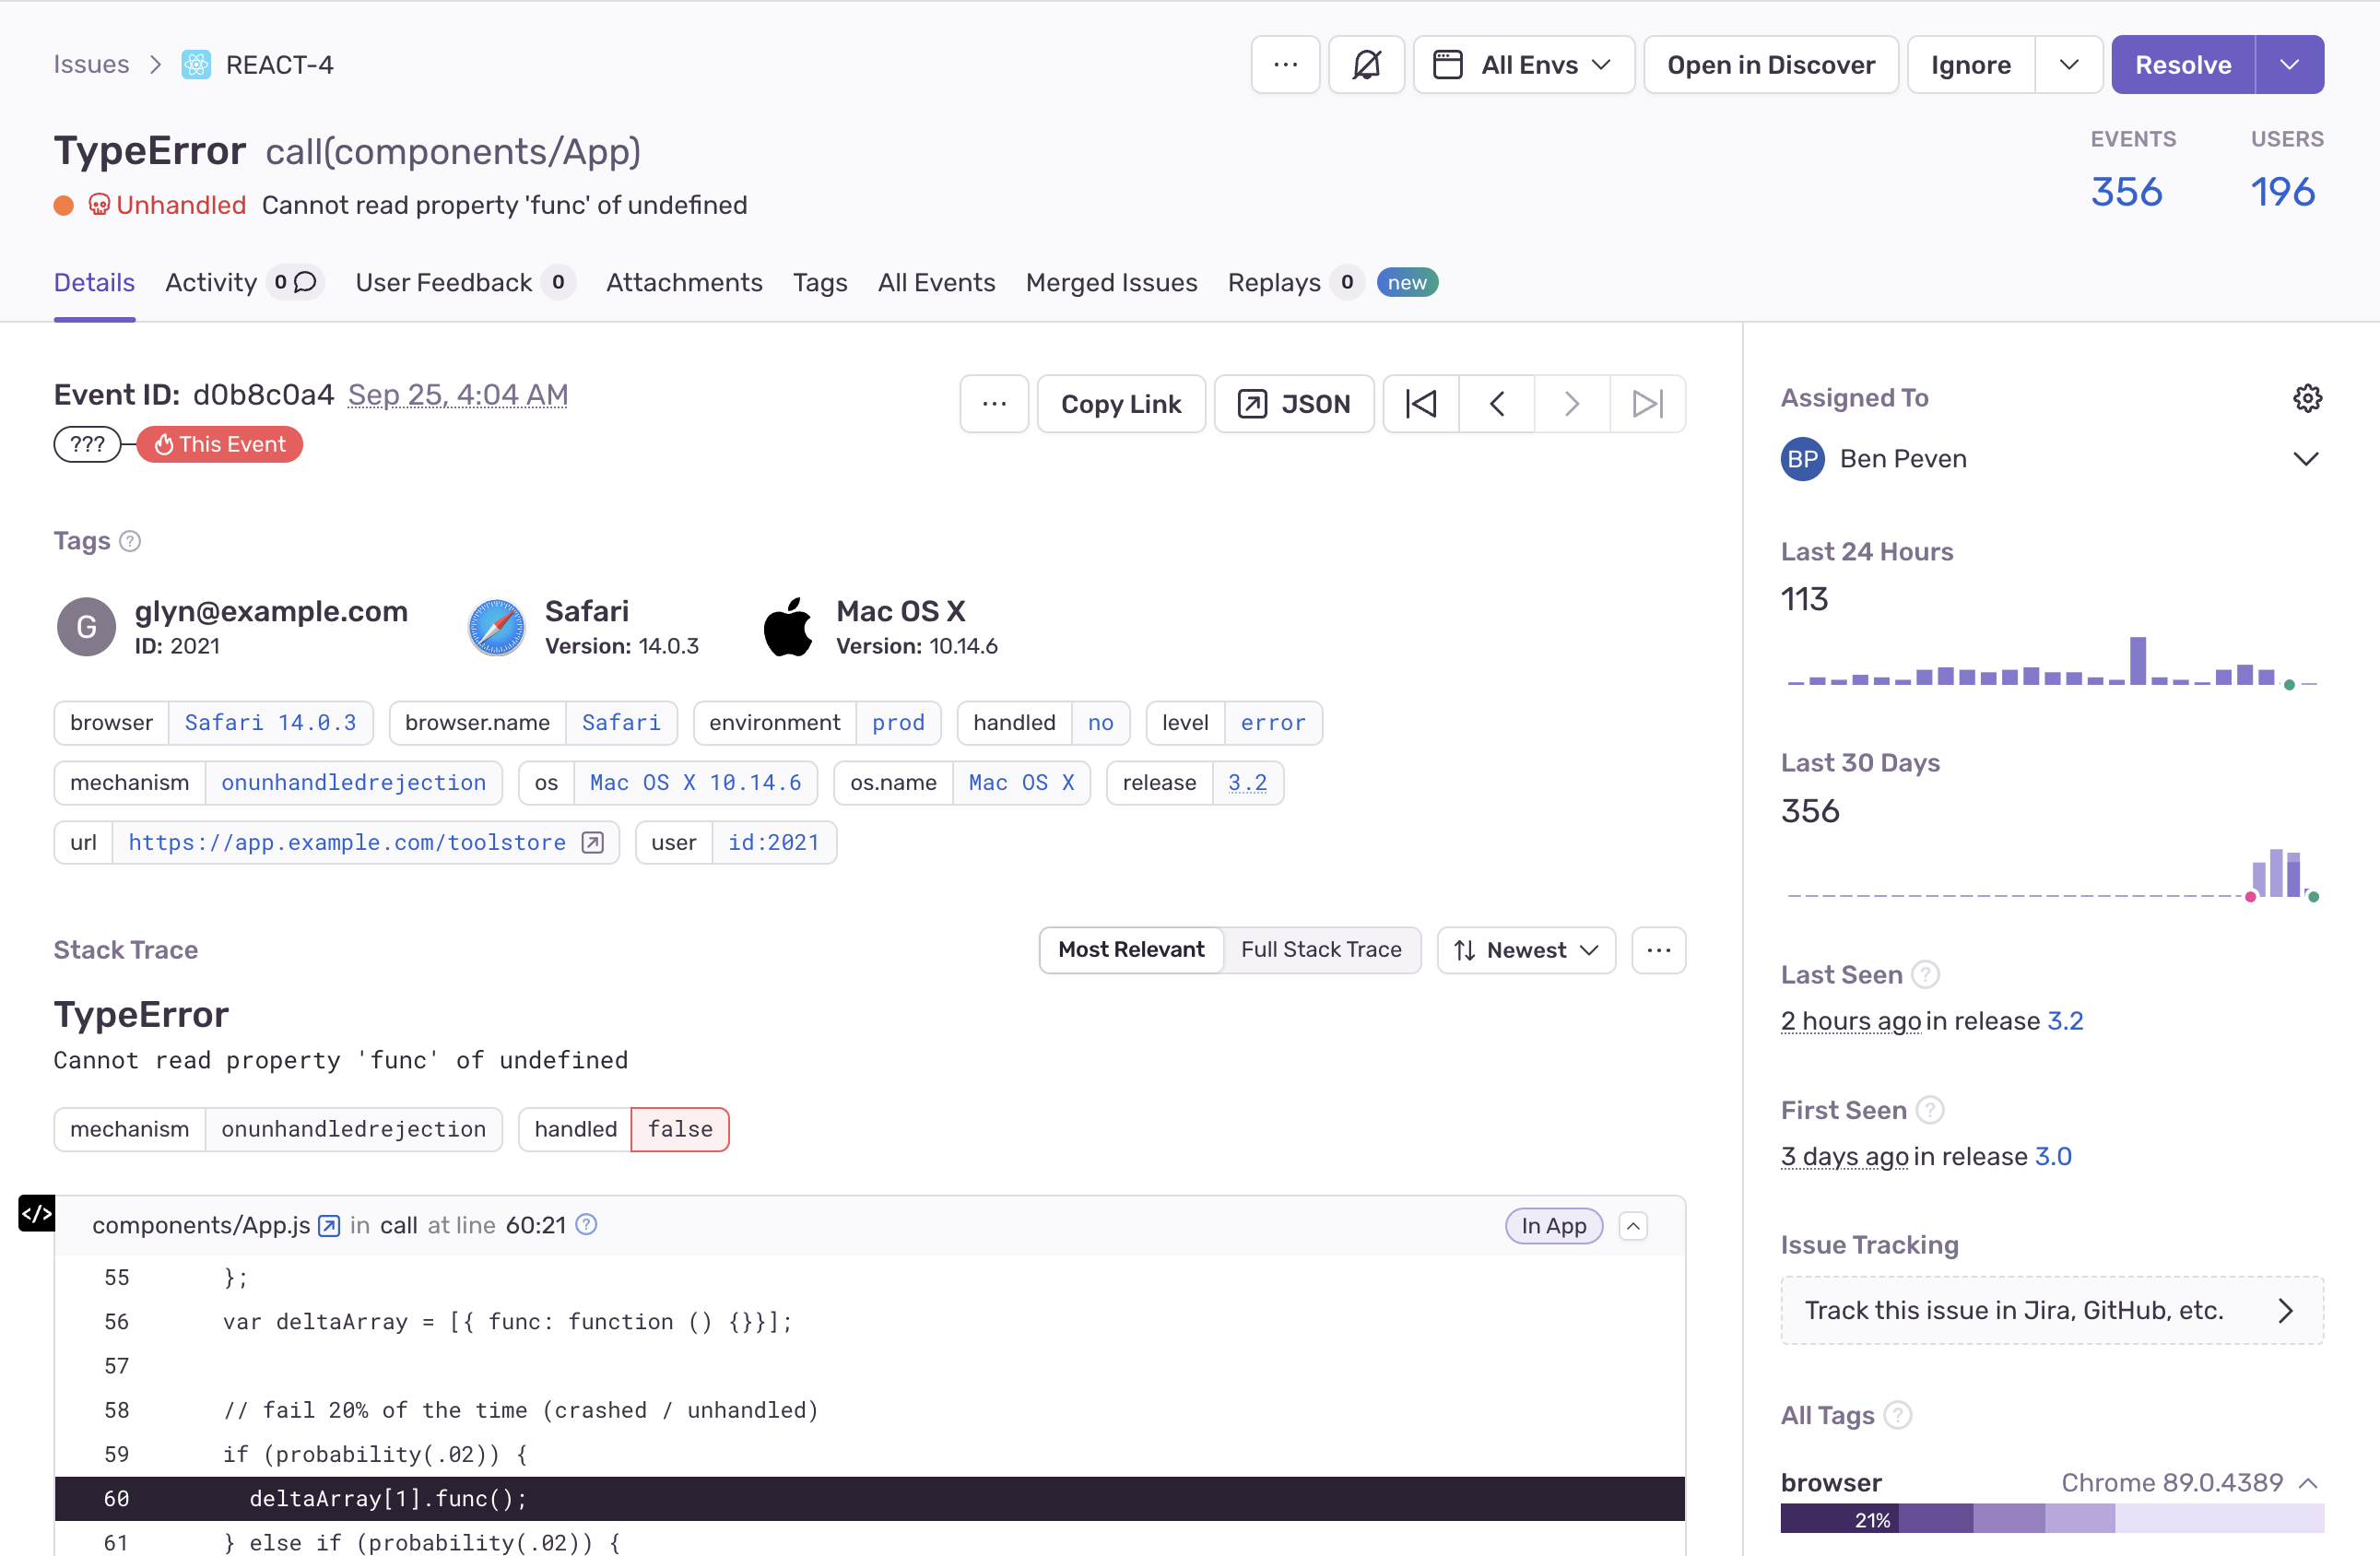 Issues > REACT-4
... All Envs Open in Discover Ignore Resolve
TypeError call(components/App)
EVENTS USERS
356 196
Unhandled Cannot read property 'func' of undefined
Details Activity 0 User Feedback 0 Attachments Tags All Events Merged Issues Replays 0 new
Event ID: d0b8c0a4 Sep 25, 4:04 AM
... Copy Link JSON
??? This Event
Tags ?
G glyn@example.com
ID: 2021
Safari
Version: 14.0.3
Mac OS X
Version: 10.14.6
browser Safari 14.0.3 browser.name Safari environment prod handled no level error
mechanism onunhandledrejection os Mac OS X 10.14.6 os.name Mac OS X release 3.2
url https://app.example.com/toolstore user id:2021
Stack Trace
Most Relevant Full Stack Trace Newest ...
TypeError
Cannot read property 'func' of undefined
mechanism onunhandledrejection handled false
</> components/App.js in call at line 60:21 ? In App
55 };
56 var deltaArray = [{ func: function () {}}];
57
58 // fail 20% of the time (crashed / unhandled)
59 if (probability(.02)) {
60 deltaArray[1].func();
61 } else if (probability(.02)) {
Assigned To
BP Ben Peven
Last 24 Hours
113
Last 30 Days
356
Last Seen ?
2 hours ago in release 3.2
First Seen ?
3 days ago in release 3.0
Issue Tracking
Track this issue in Jira, GitHub, etc. >
All Tags ?
browser Chrome 89.0.4389
21%